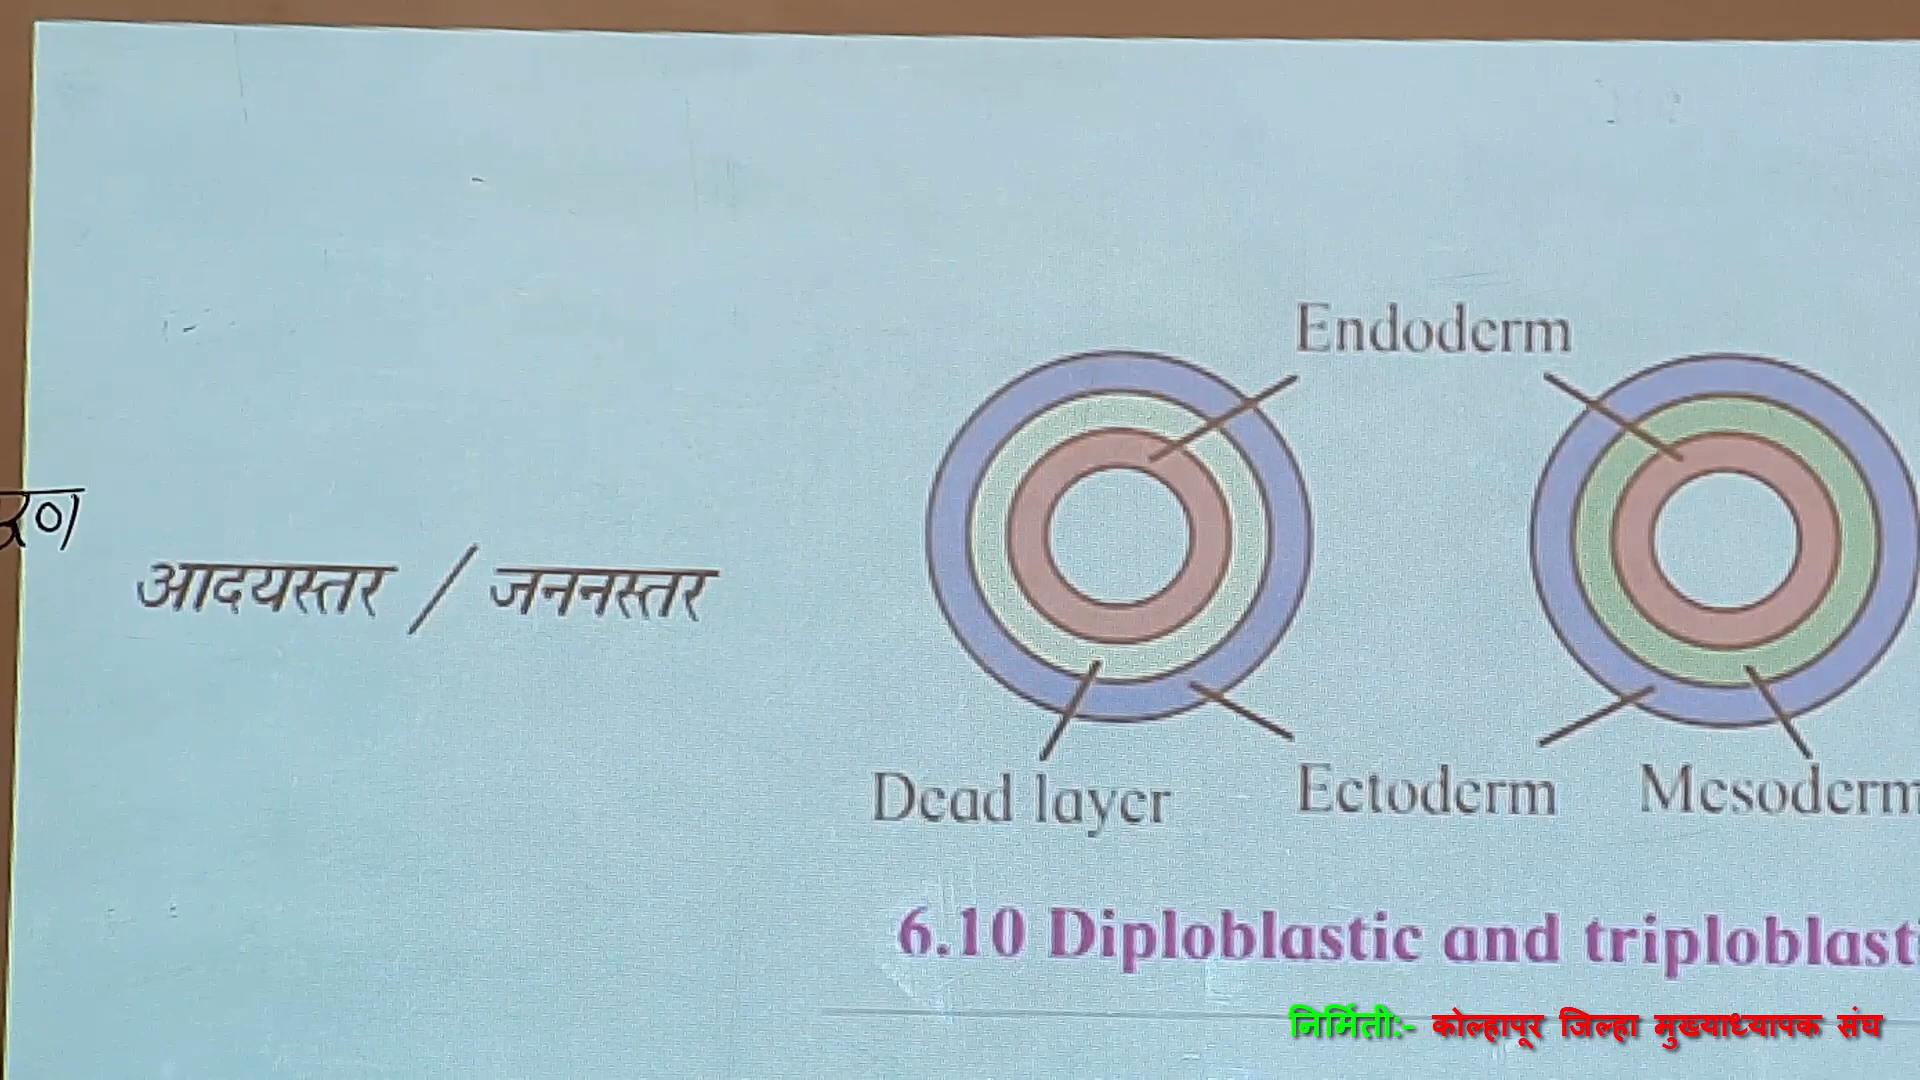 Endoderm
आदयस्तर / जननस्तर
Dead layer Ectoderm Mesoderm
6.10 Diploblastic and triploblast
निर्मिती:- कोल्हापूर जिल्हा मुख्याध्यापक संघ